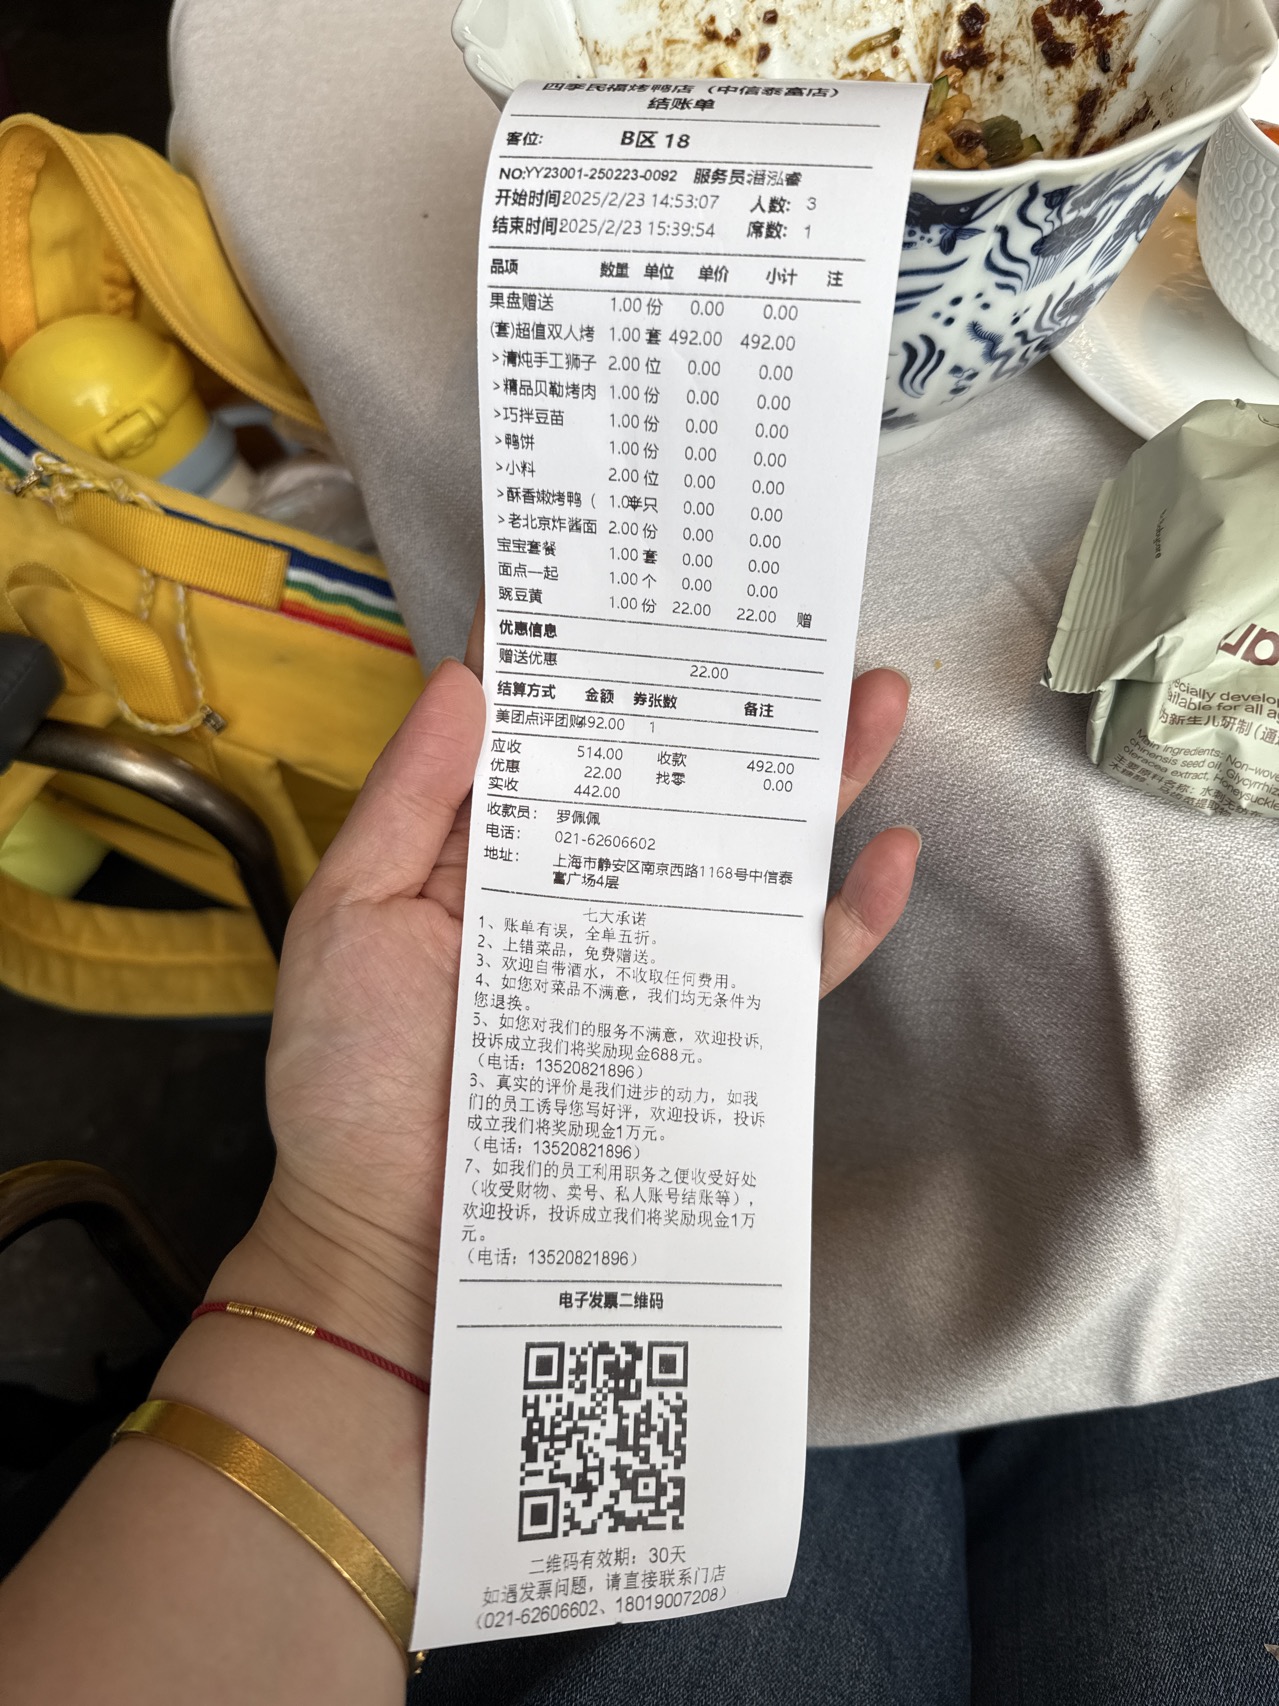 四季民福烤鸭店（中信泰富店）
结账单
客位： B区 18
NO:YY23001-250223-0092 服务员:潘泓睿
开始时间2025/2/23 14:53:07 人数: 3
结束时间2025/2/23 15:39:54 席数: 1
品项 数量 单位 单价 小计 注
果盘赠送 1.00 份 0.00 0.00
(套)超值双人烤 1.00 套 492.00 492.00
>清炖手工狮子 2.00 位 0.00 0.00
>精品贝勒烤肉 1.00 份 0.00 0.00
>巧拌豆苗 1.00 份 0.00 0.00
>鸭饼 1.00 份 0.00 0.00
>小料 2.00 位 0.00 0.00
>酥香嫩烤鸭（ 1.0半只 0.00 0.00
>老北京炸酱面 2.00 份 0.00 0.00
宝宝套餐 1.00 套 0.00 0.00
面点一起 1.00 个 0.00 0.00
豌豆黄 1.00 份 22.00 22.00 赠
优惠信息
赠送优惠 22.00
结算方式 金额 券张数 备注
美团点评团购492.00 1
应收 514.00 收款 492.00
优惠 22.00 找零 0.00
实收 442.00
收款员： 罗佩佩
电话： 021-62606602
地址： 上海市静安区南京西路1168号中信泰
富广场4层
七大承诺
1、账单有误，全单五折。
2、上错菜品，免费赠送。
3、欢迎自带酒水，不收取任何费用。
4、如您对菜品不满意，我们均无条件为
您退换。
5、如您对我们的服务不满意，欢迎投诉，
投诉成立我们将奖励现金688元。
（电话：13520821896）
6、真实的评价是我们进步的动力，如我
们的员工诱导您写好评，欢迎投诉，投诉
成立我们将奖励现金1万元。
（电话：13520821896）
7、如我们的员工利用职务之便收受好处
（收受财物、卖号、私人账号结账等），
欢迎投诉，投诉成立我们将奖励现金1万
元。
（电话：13520821896）
电子发票二维码
二维码有效期：30天
如遇发票问题，请直接联系门店
（021-62606602、18019007208）
cially develo
ailable for all a
为新生儿研制（通
Main Ingredients: Non-wove
chinensis seed oil, Glycyrrhiz
oleracea extract, Honeysuckl